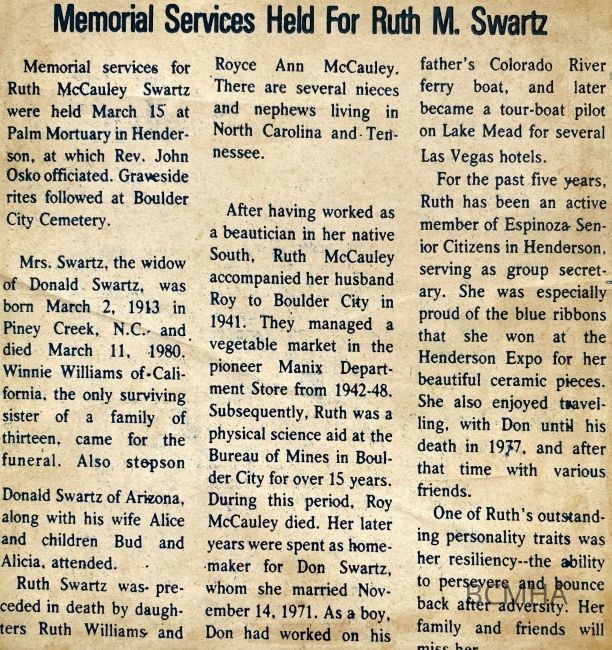 Memorial Services Held For Ruth M. Swartz
Memorial services for
Ruth McCauley Swartz
were held March 15 at
Palm Mortuary in Hender-
son, at which Rev. John
Osko officiated. Graveside
rites followed at Boulder
City Cemetery.
Mrs. Swartz, the widow
of Donald Swartz, was
born March 2, 1913 in
Piney Creek, N.C. and
died March 11, 1980.
Winnie Williams of Cali-
fornia, the only surviving
sister of a family of
thirteen, came for the
funeral. Also stepson
Donald Swartz of Arizona,
along with his wife Alice
and children Bud and
Alicia, attended.
Ruth Swartz was pre-
ceded in death by daugh-
ters Ruth Williams and
Royce Ann McCauley.
There are several nieces
and nephews living in
North Carolina and Ten-
nessee.
After having worked as
a beautician in her native
South, Ruth McCauley
accompanied her husband
Roy to Boulder City in
1941. They managed a
vegetable market in the
pioneer Manix Depart-
ment Store from 1942-48.
Subsequently, Ruth was a
physical science aid at the
Bureau of Mines in Boul-
der City for over 15 years.
During this period, Roy
McCauley died. Her later
years were spent as home-
maker for Don Swartz,
whom she married Nov-
ember 14, 1971. As a boy,
Don had worked on his
father's Colorado River
ferry boat, and later
became a tour-boat pilot
on Lake Mead for several
Las Vegas hotels.
For the past five years,
Ruth has been an active
member of Espinoza Sen-
ior Citizens in Henderson,
serving as group secret-
ary. She was especially
proud of the blue ribbons
that she won at the
Henderson Expo for her
beautiful ceramic pieces.
She also enjoyed travel-
ling, with Don until his
death in 1977, and after
that time with various
friends.
One of Ruth's outstand-
ing personality traits was
her resiliency--the ability
to persevere and bounce
back after adversity. Her
family and friends will
miss her.
BCMHA